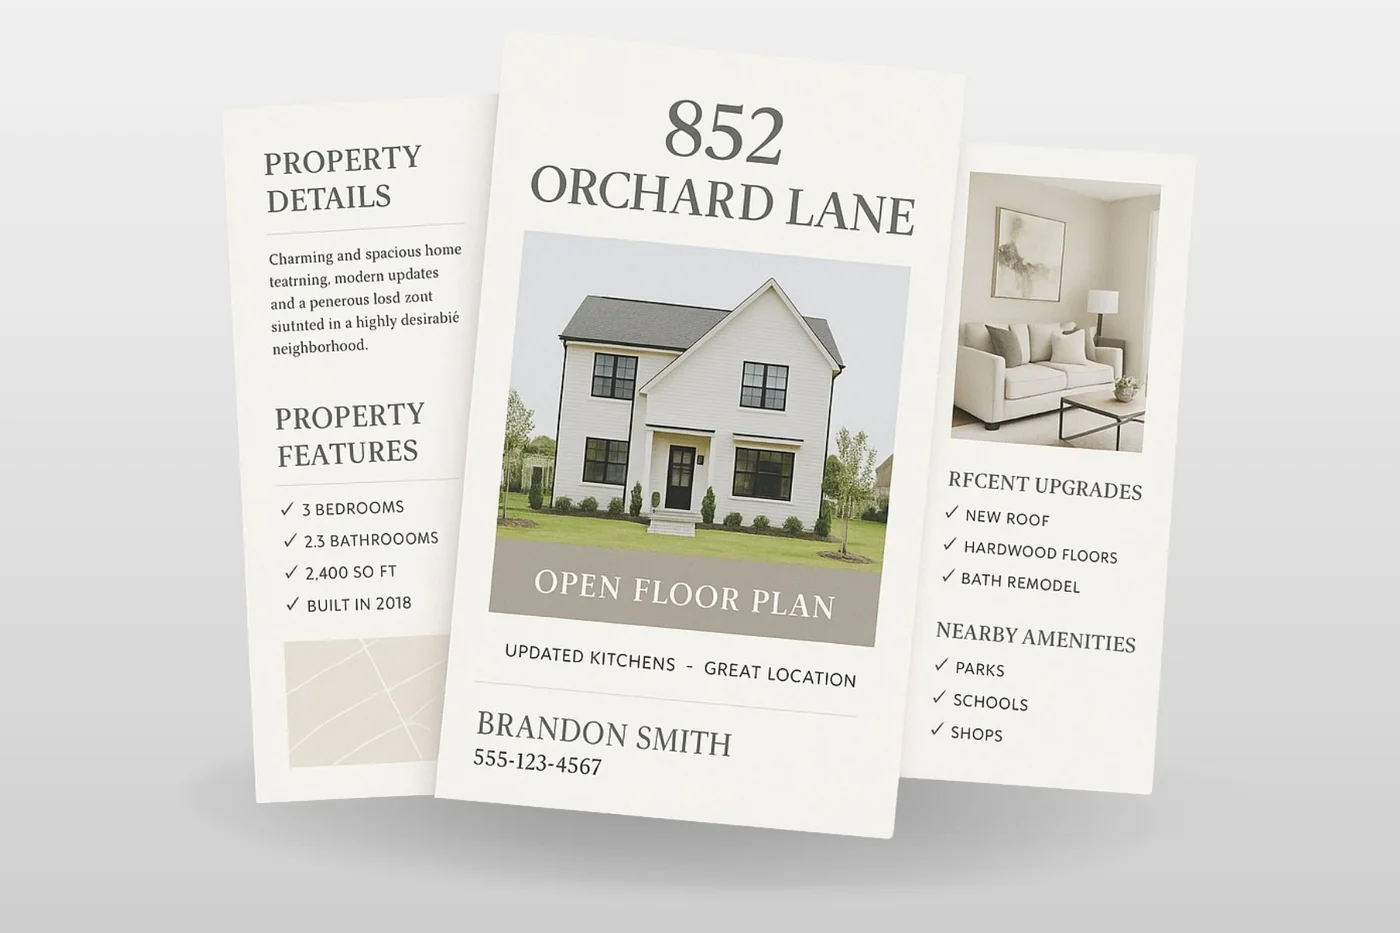 PROPERTY
DETAILS
Charming and spacious home
teatrning, modern updates
and a penerous losd zont
siutnted in a highly desirabié
neighborhood.
PROPERTY
FEATURES
✓ 3 BEDROOMS
✓ 2.3 BATHROOOMS
✓ 2,400 SO FT
✓ BUILT IN 2018
852
ORCHARD LANE
OPEN FLOOR PLAN
UPDATED KITCHENS - GREAT LOCATION
BRANDON SMITH
555-123-4567
RFCENT UPGRADES
✓ NEW ROOF
✓ HARDWOOD FLOORS
✓ BATH REMODEL
NEARBY AMENITIES
✓ PARKS
✓ SCHOOLS
✓ SHOPS